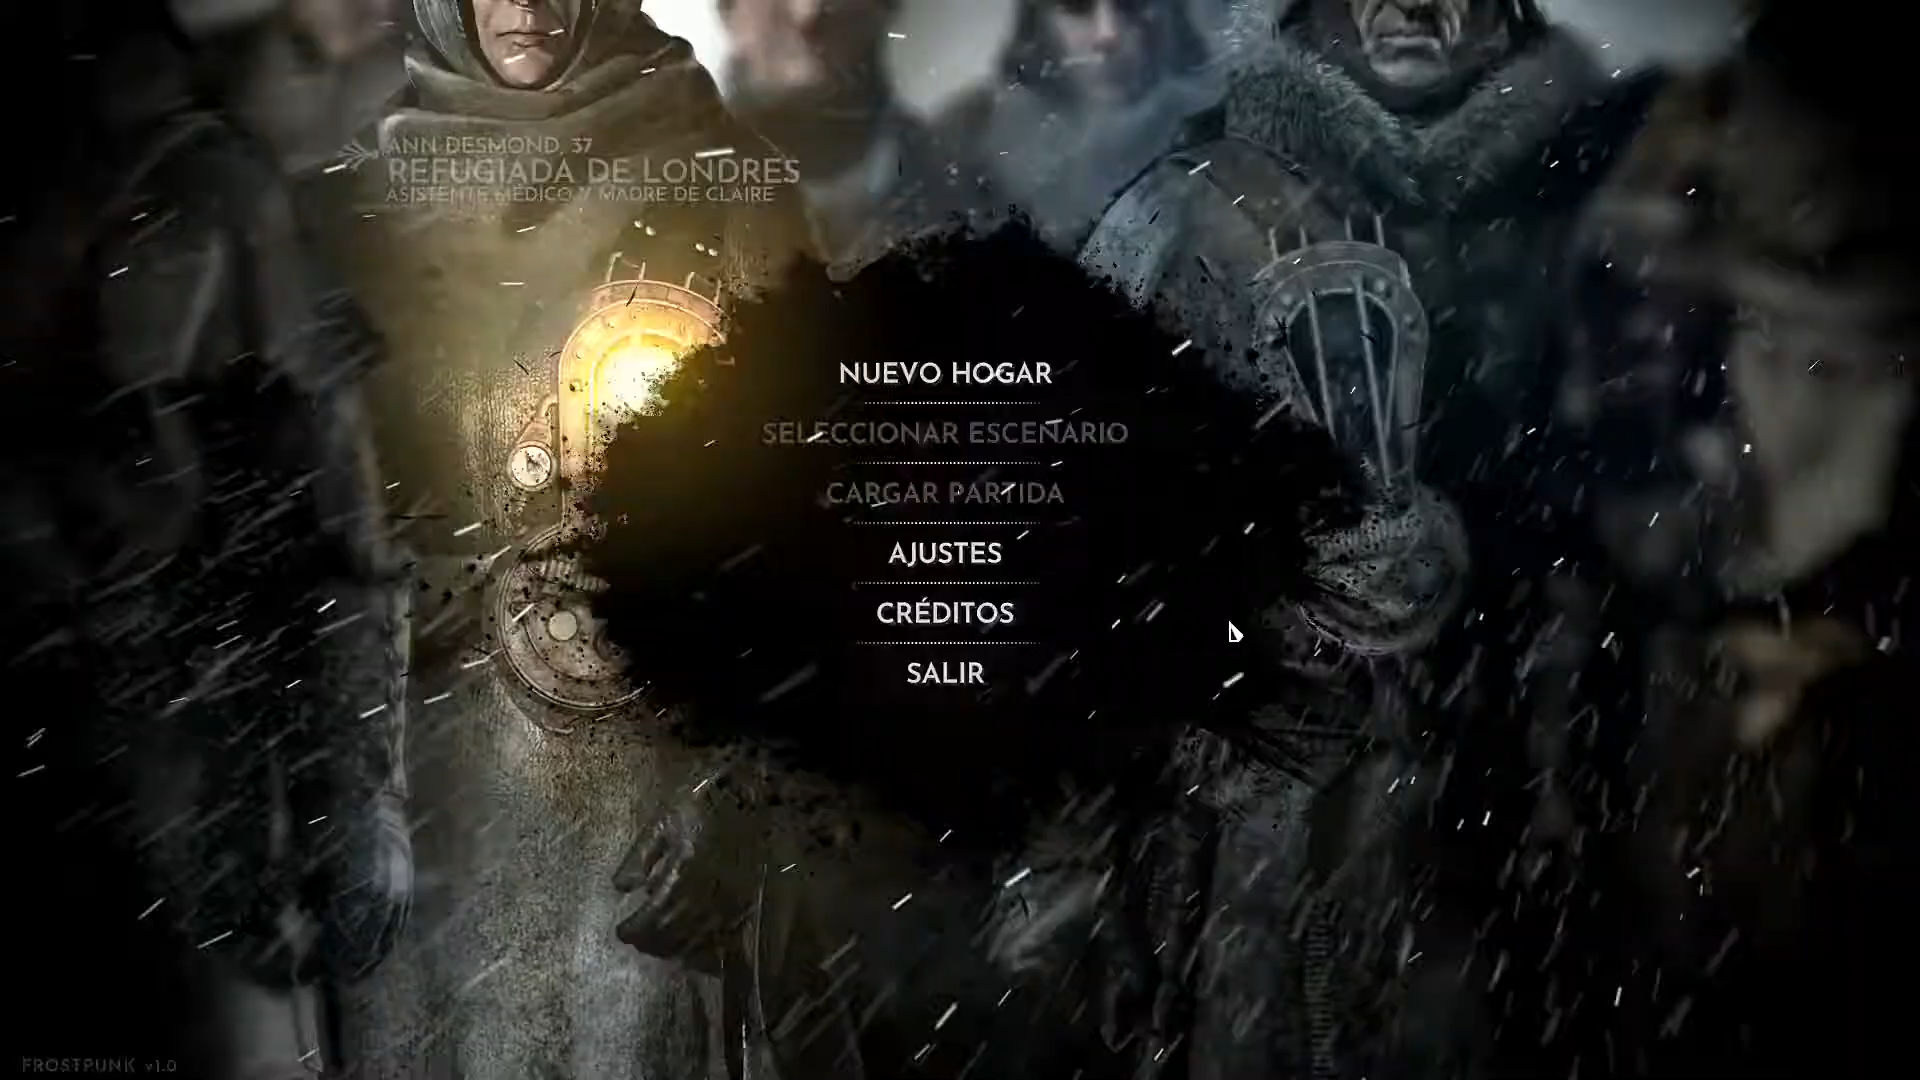 ANN DESMOND, 37
REFUGIADA DE LONDRES
ASISTENTE MÉDICO Y MADRE DE CLAIRE
NUEVO HOGAR
SELECCIONAR ESCENARIO
CARGAR PARTIDA
AJUSTES
CRÉDITOS
SALIR
FROSTPUNK v1.0